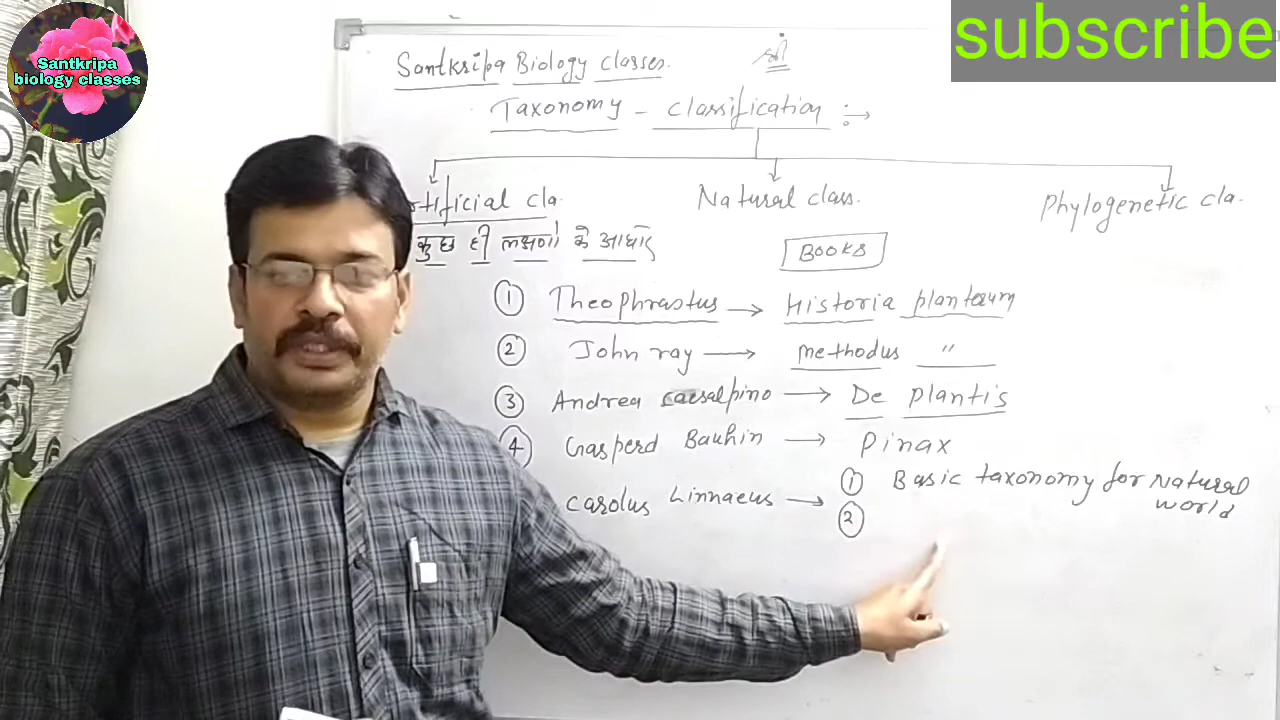 subscribe
Santkripa
biology classes
Santkripa Biology classes.
श्री
Taxonomy - classification :→
rtificial cla.
Natural class.
Phylogenetic cla.
कुछ ही लक्षणों के आधार
BOOKS
① Theophrastus → Historia plantarum
② John ray → methodus "
③ Andrea caesalpino → De plantis
④ Gasperd Bauhin → Pinax
Carolus Linnaeus → ① Basic taxonomy for Natural world
②